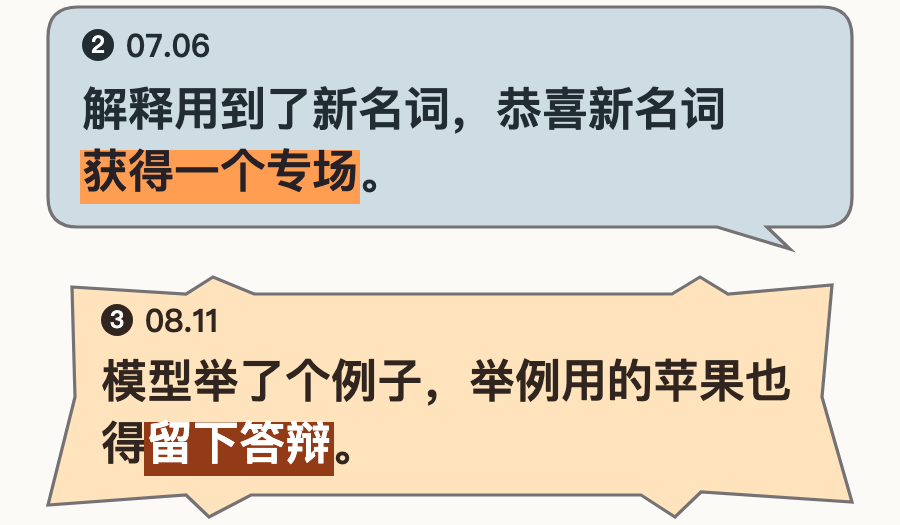 2 07.06
解释用到了新名词，恭喜新名词
获得一个专场。
3 08.11
模型举了个例子，举例用的苹果也
得留下答辩。